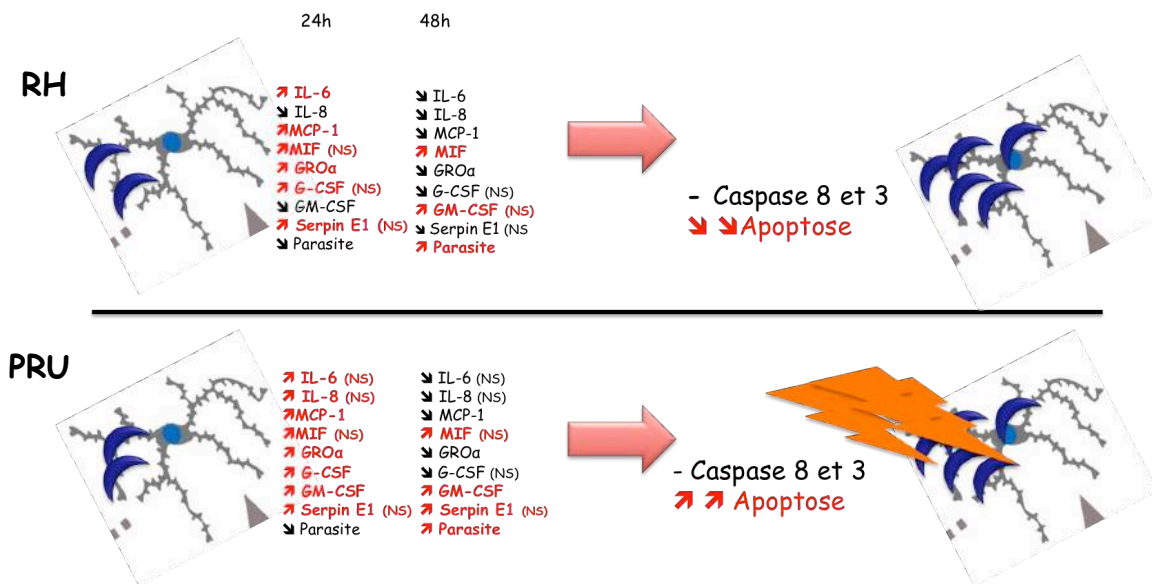 24h 48h
RH
↗ IL-6
↘ IL-8
↗MCP-1
↗MIF (NS)
↗ GROα
↗ G-CSF (NS)
↘ GM-CSF
↗ Serpin E1 (NS)
↘ Parasite
↘ IL-6
↘ IL-8
↘ MCP-1
↗ MIF
↘ GROα
↘ G-CSF (NS)
↗ GM-CSF (NS)
↘ Serpin E1 (NS
↗ Parasite
- Caspase 8 et 3
↘ ↘Apoptose
PRU
↗ IL-6 (NS)
↗ IL-8 (NS)
↗MCP-1
↗MIF (NS)
↗ GROα
↗ G-CSF
↗ GM-CSF
↗ Serpin E1 (NS)
↘ Parasite
↘ IL-6 (NS)
↘ IL-8 (NS)
↘ MCP-1
↗ MIF (NS)
↘ GROα
↘ G-CSF (NS)
↗ GM-CSF
↗ Serpin E1 (NS)
↗ Parasite
- Caspase 8 et 3
↗ ↗ Apoptose